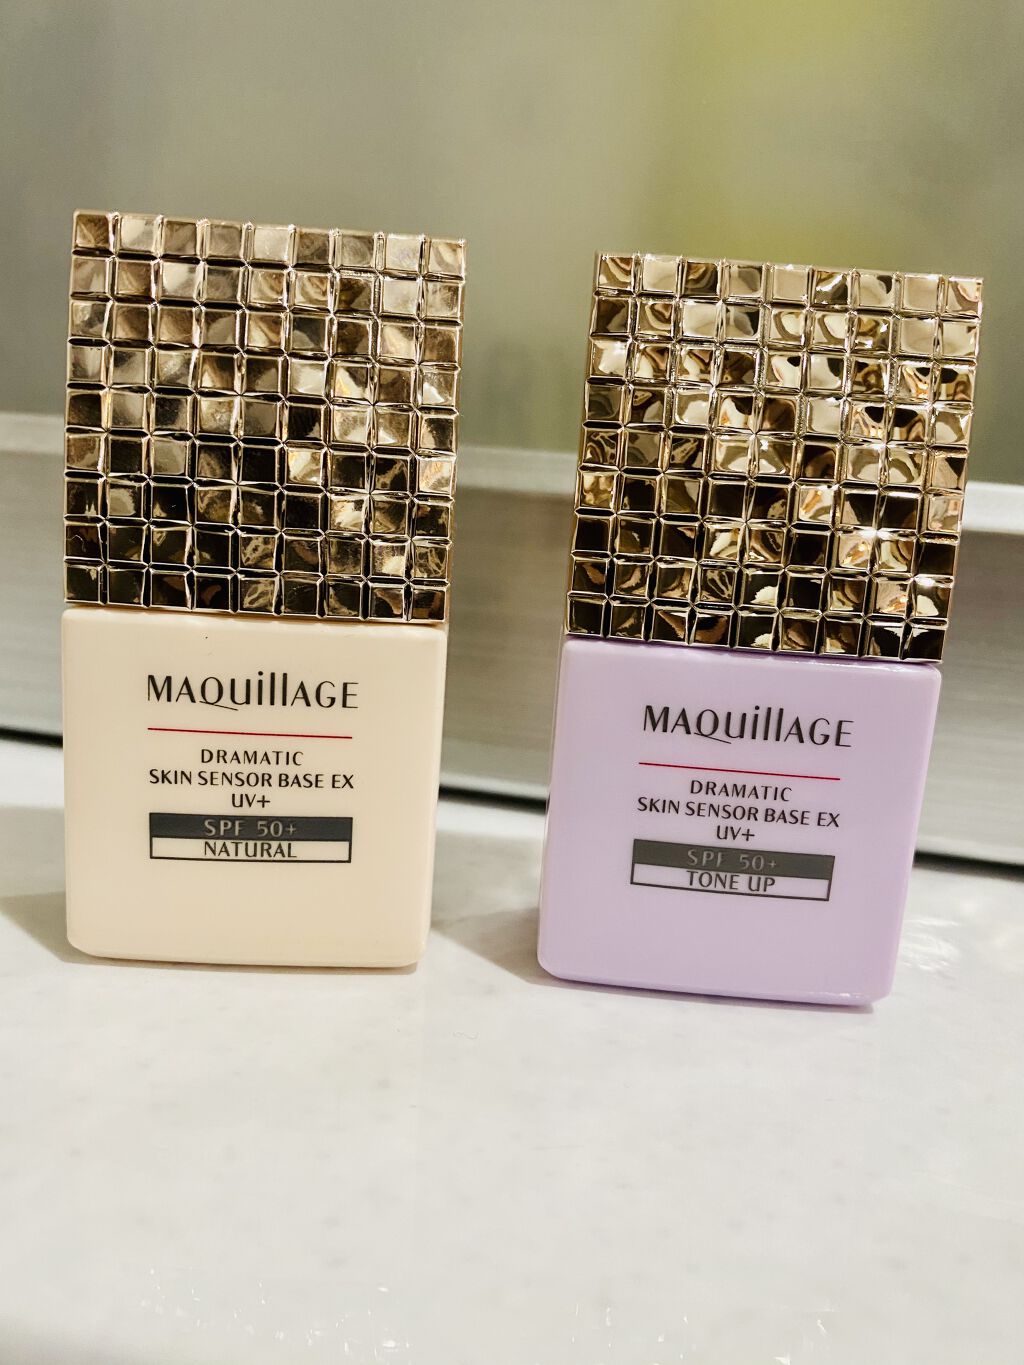 MAQuillAGE
DRAMATIC
SKIN SENSOR BASE EX
UV+
SPF 50+
NATURAL
MAQuillAGE
DRAMATIC
SKIN SENSOR BASE EX
UV+
SPF 50+
TONE UP